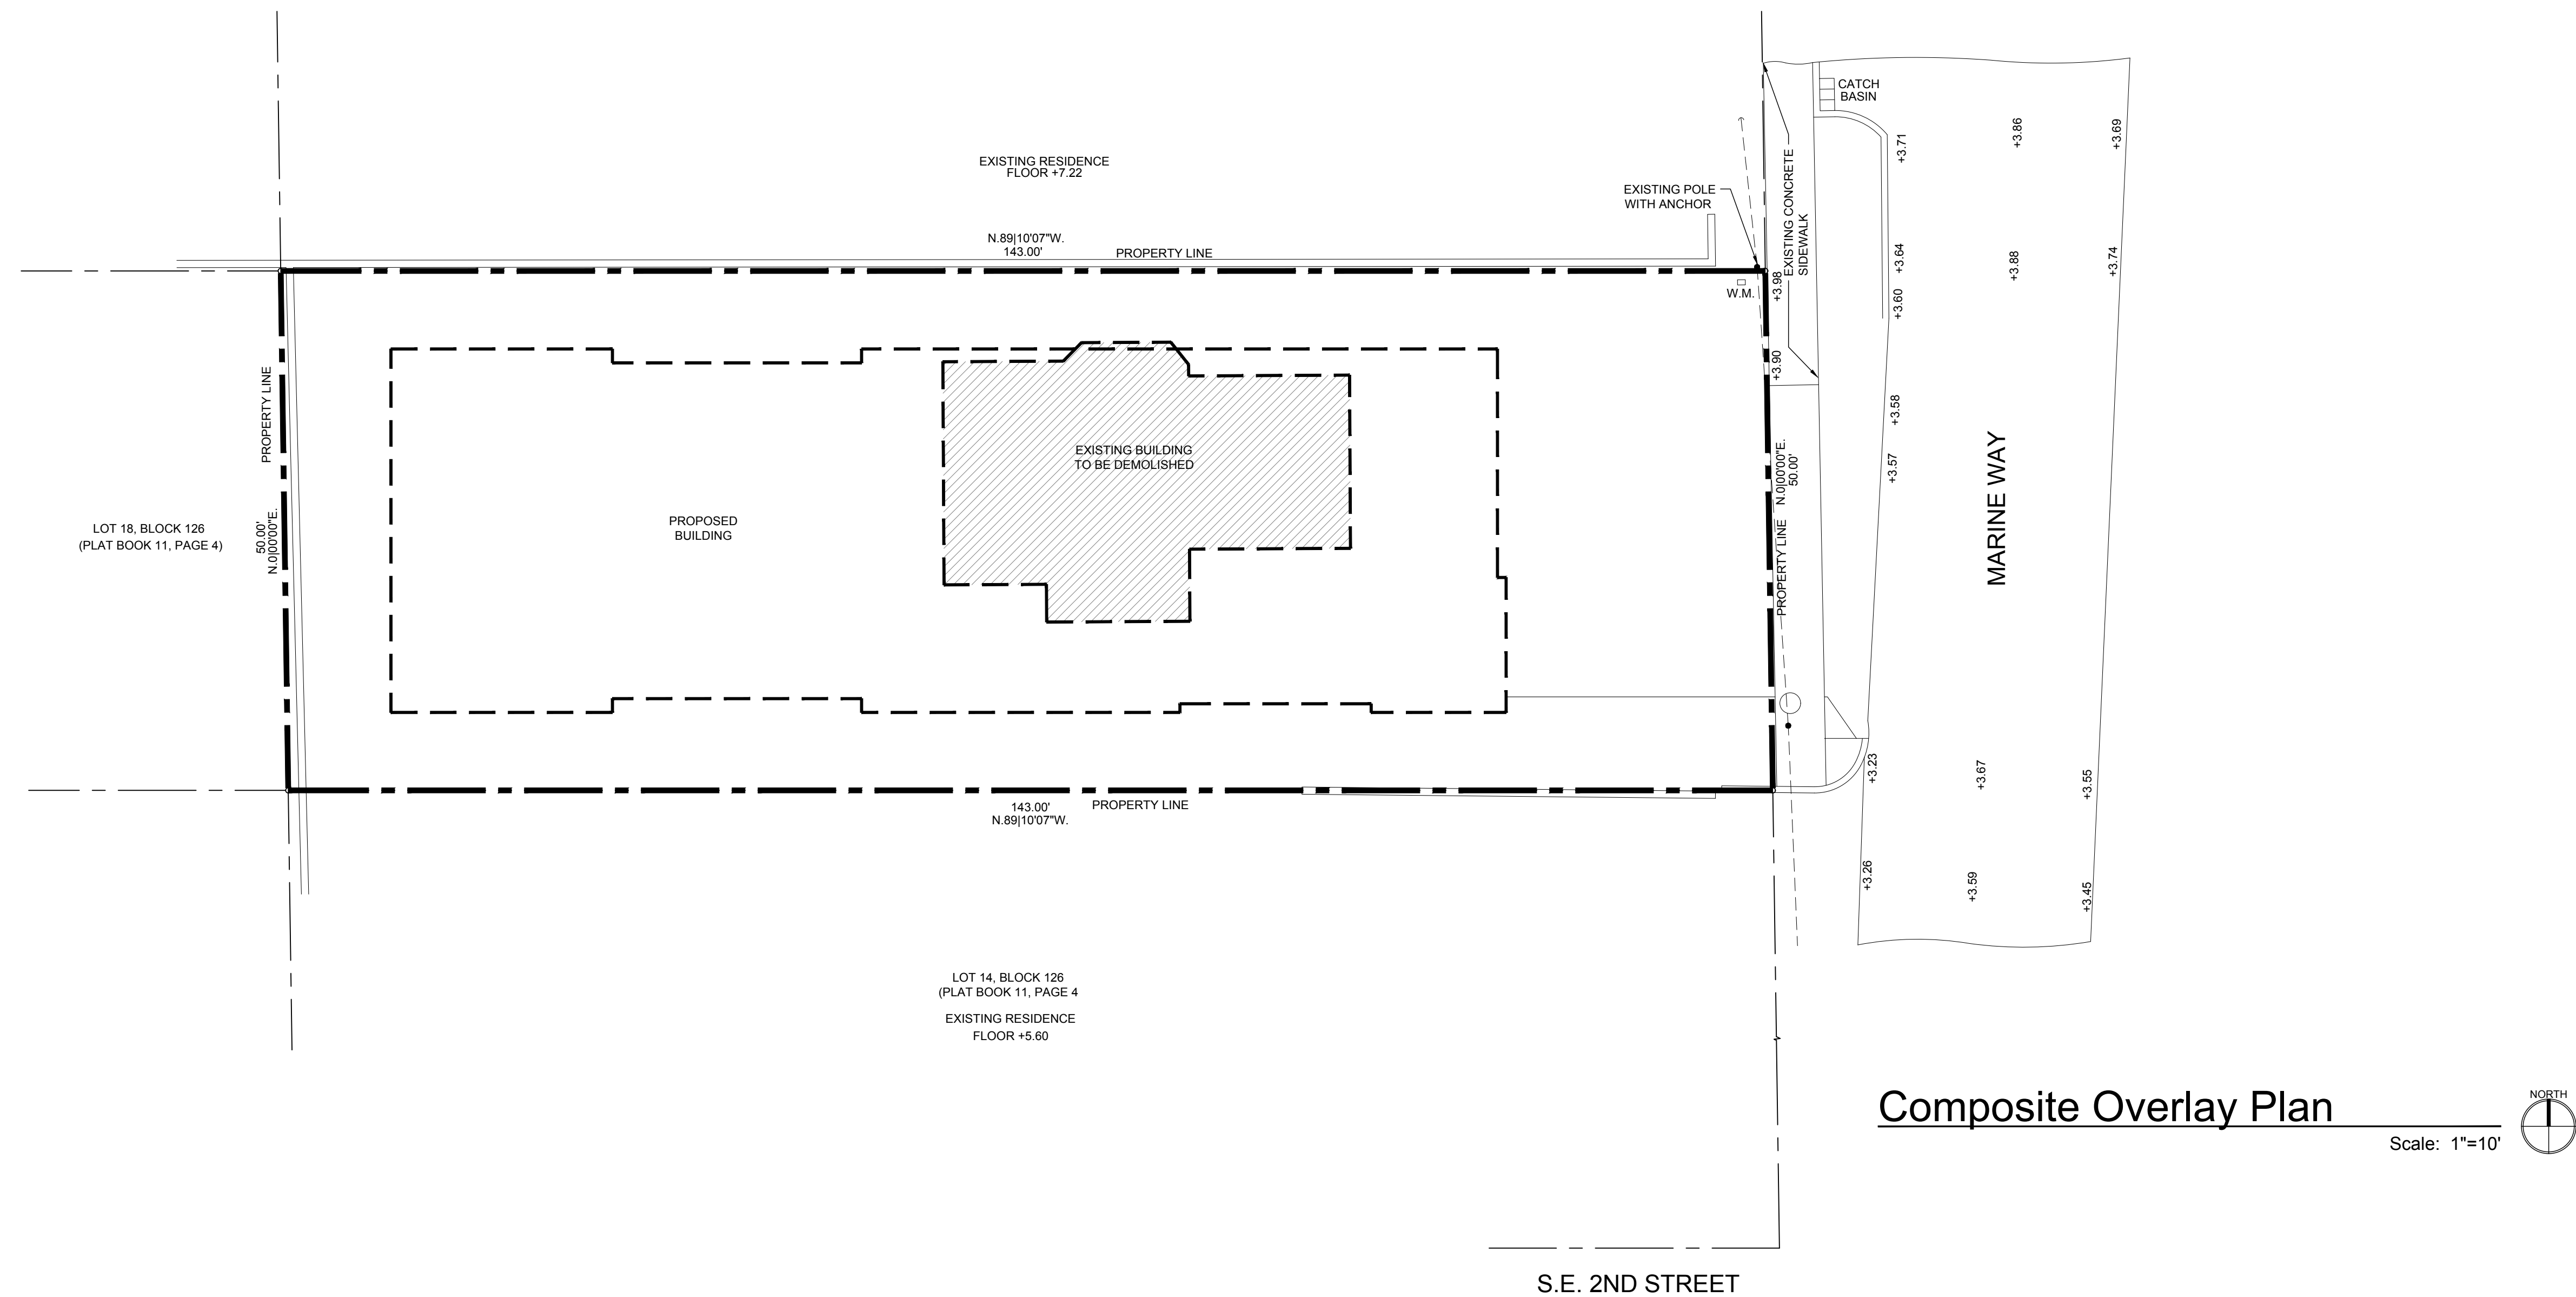 CATCH
BASIN
+3.71
+3.86
+3.69
EXISTING RESIDENCE
FLOOR +7.22
EXISTING POLE
WITH ANCHOR
EXISTING CONCRETE
SIDEWALK
N.89|10'07"W.
143.00'
PROPERTY LINE
+3.64
+3.88
+3.74
W.M.
+3.98
+3.60
+3.90
PROPERTY LINE
+3.58
EXISTING BUILDING
TO BE DEMOLISHED
+3.57
N.0|00'00"E.
50.00'
PROPERTY LINE
MARINE WAY
LOT 18, BLOCK 126
(PLAT BOOK 11, PAGE 4)
50.00'
N.0|00'00"E.
PROPOSED
BUILDING
+3.23
+3.67
+3.55
143.00'
N.89|10'07"W.
PROPERTY LINE
+3.26
+3.59
+3.45
LOT 14, BLOCK 126
(PLAT BOOK 11, PAGE 4
EXISTING RESIDENCE
FLOOR +5.60
Composite Overlay Plan
NORTH
Scale: 1"=10'
S.E. 2ND STREET